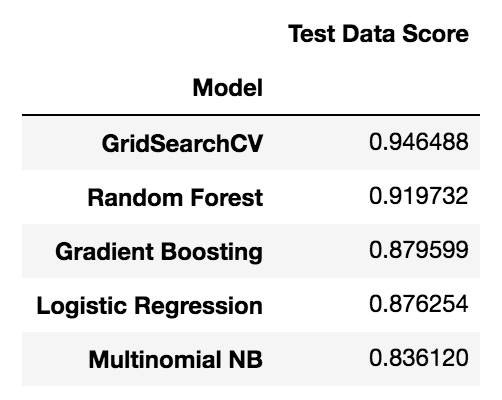 Test Data Score
Model
GridSearchCV 0.946488
Random Forest 0.919732
Gradient Boosting 0.879599
Logistic Regression 0.876254
Multinomial NB 0.836120